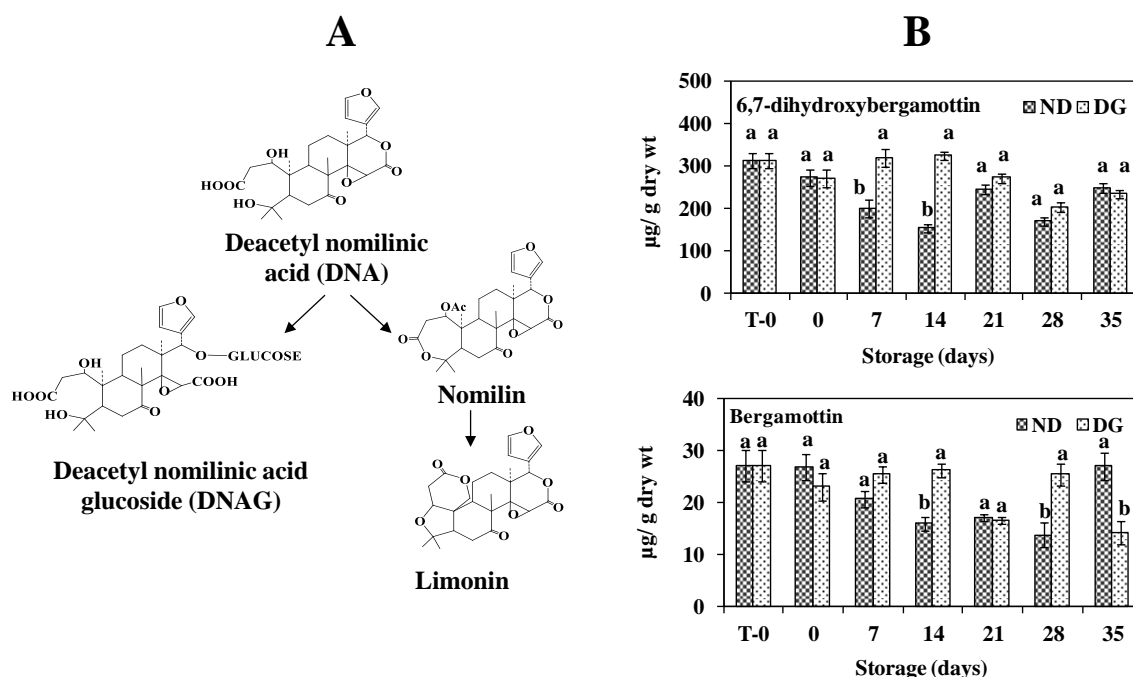 A
O
OH
O
HOOC
O
O
HO
O
Deacetyl nomilinic
acid (DNA)
O
O GLUCOSE
OH
COOH
HOOC
O
HO
O
Deacetyl nomilinic acid
glucoside (DNAG)
O
OAc
O
O
O
O
O
O
Nomilin
O
O
O
O
O
O
O
O
Limonin
B
500
400
300
200
100
0
µg/ g dry wt
6,7-dihydroxybergamottin
ND DG
a a a a b a b a a a a a a a
T-0 0 7 14 21 28 35
Storage (days)
40
30
20
10
0
µg/ g dry wt
Bergamottin
ND DG
a a a a a a b a a a b a a b
T-0 0 7 14 21 28 35
Storage (days)